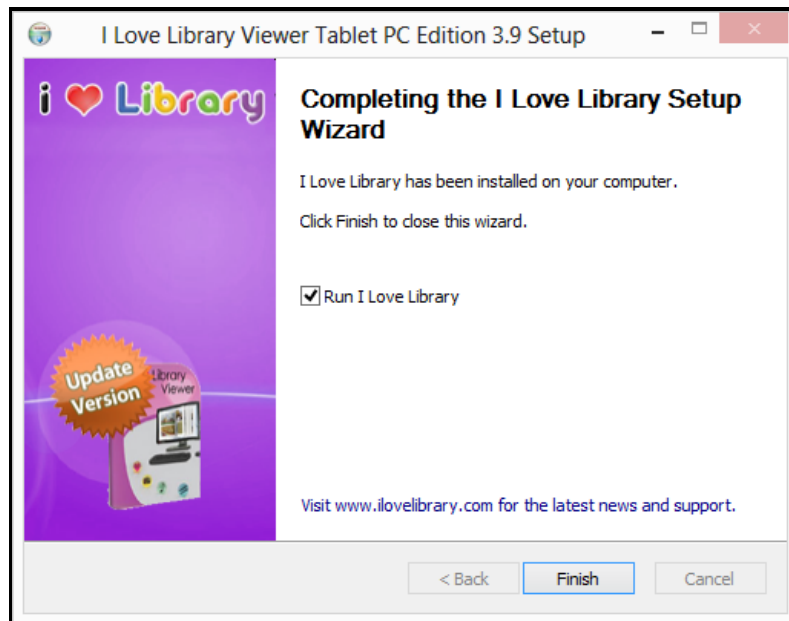 I Love Library Viewer Tablet PC Edition 3.9 Setup
i ❤ Library
Completing the I Love Library Setup
Wizard
I Love Library has been installed on your computer.
Click Finish to close this wizard.
Run I Love Library
Update
Version
Library
Viewer
Visit www.ilovelibrary.com for the latest news and support.
< Back
Finish
Cancel